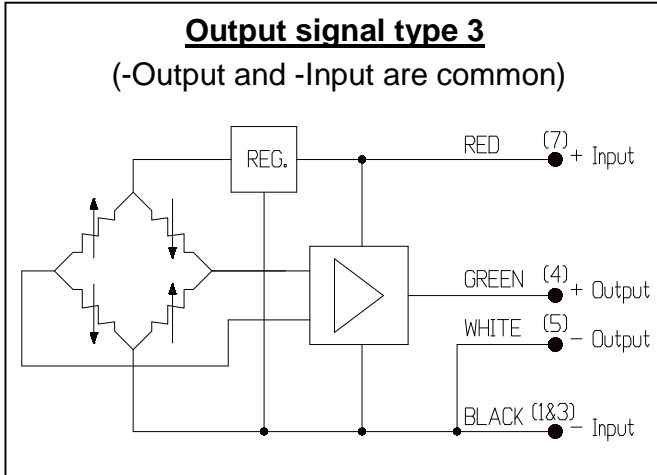 Output signal type 3
(-Output and -Input are common)
REG.
RED (7) + Input
GREEN (4) + Output
WHITE (5) - Output
BLACK (1&3) - Input